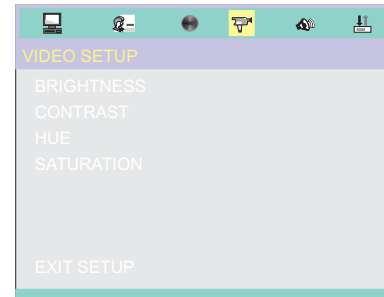 VIDEO SETUP
BRIGHTNESS
CONTRAST
HUE
SATURATION
EXIT SETUP